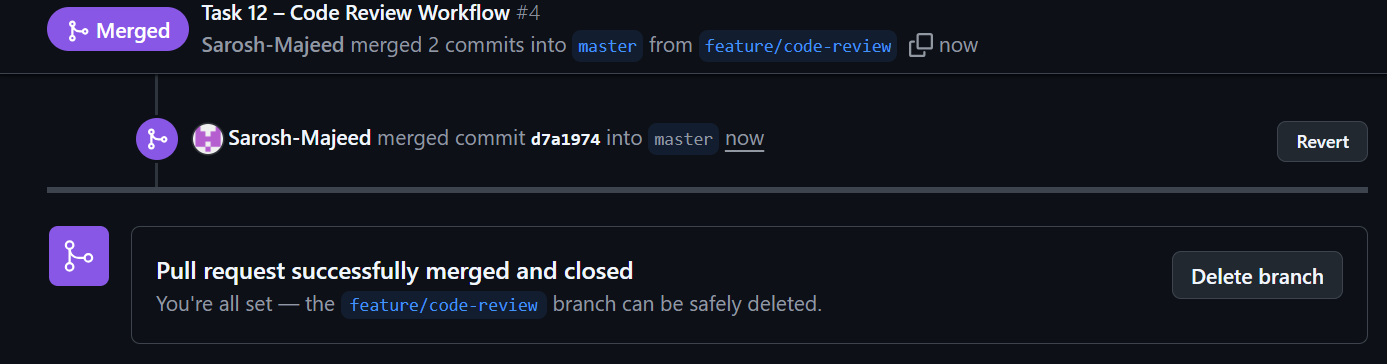 Merged
Task 12 – Code Review Workflow #4
Sarosh-Majeed merged 2 commits into master from feature/code-review now
Sarosh-Majeed merged commit d7a1974 into master now
Revert
Pull request successfully merged and closed
You're all set — the feature/code-review branch can be safely deleted.
Delete branch